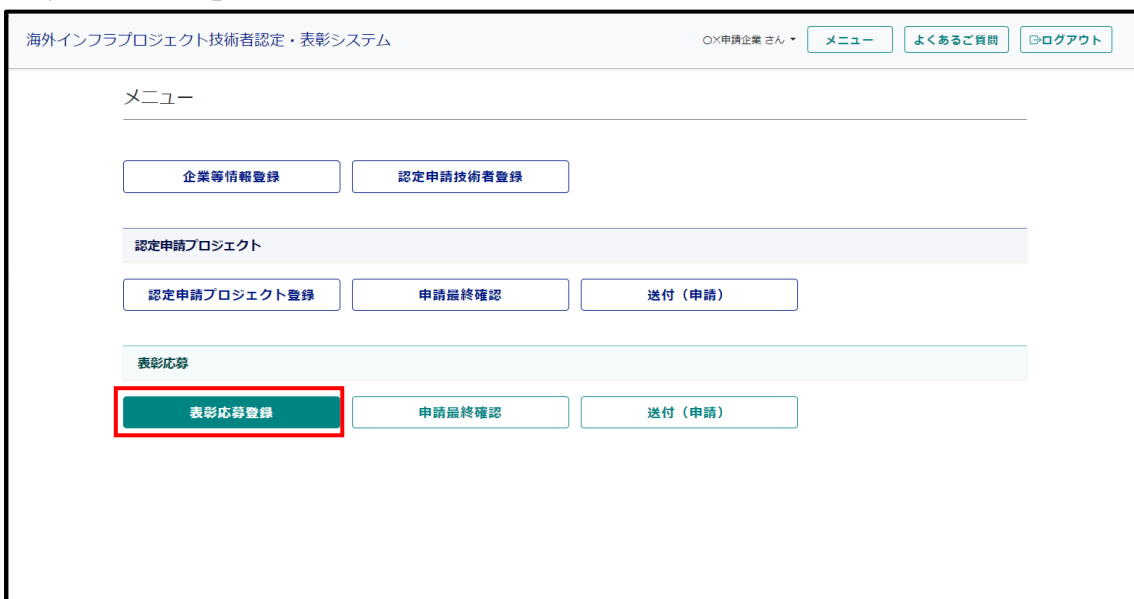 海外インフラプロジェクト技術者認定・表彰システム
○×申請企業 さん
メニュー
よくあるご質問
ログアウト
メニュー
企業等情報登録
認定申請技術者登録
認定申請プロジェクト
認定申請プロジェクト登録
申請最終確認
送付（申請）
表彰応募
表彰応募登録
申請最終確認
送付（申請）